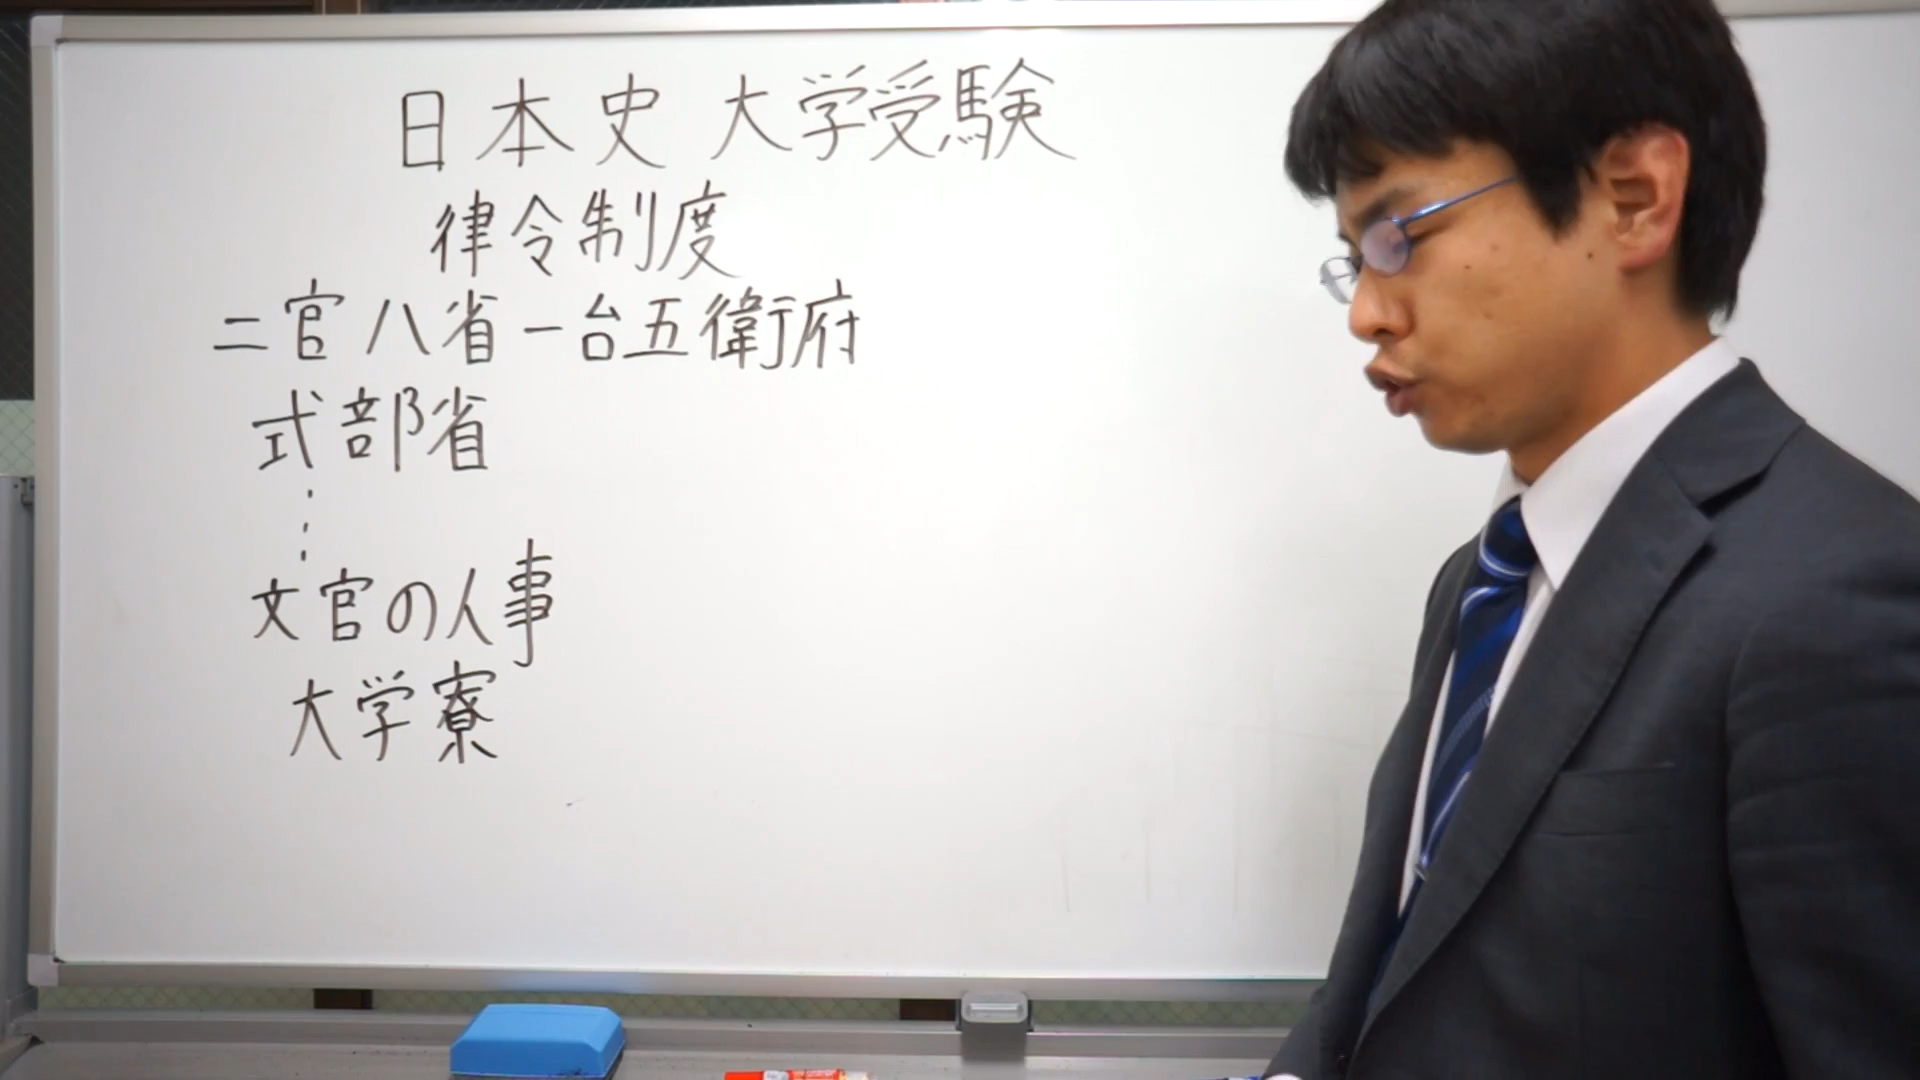 日本史 大学受験
律令制度
二官八省一台五衛府
式部省
⋮
文官の人事
大学寮